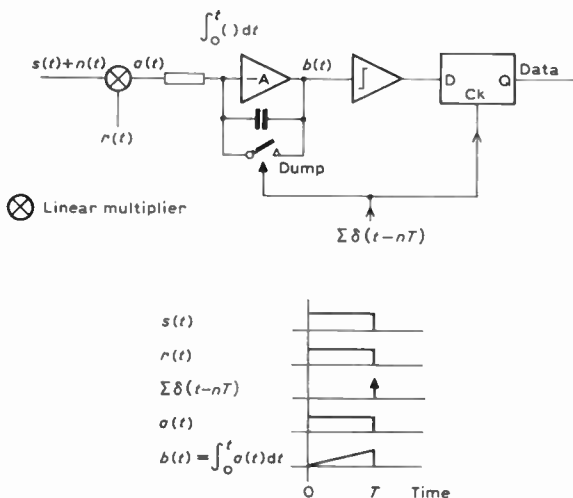 ∫₀ᵗ ( ) dt
s(t)+n(t)
a(t)
−A
b(t)
D Q
Ck
Data
r(t)
Dump
Linear multiplier
Σδ(t−nT)
s(t)
r(t)
Σδ(t−nT)
a(t)
b(t) = ∫₀ᵗ a(t)dt
0 T Time